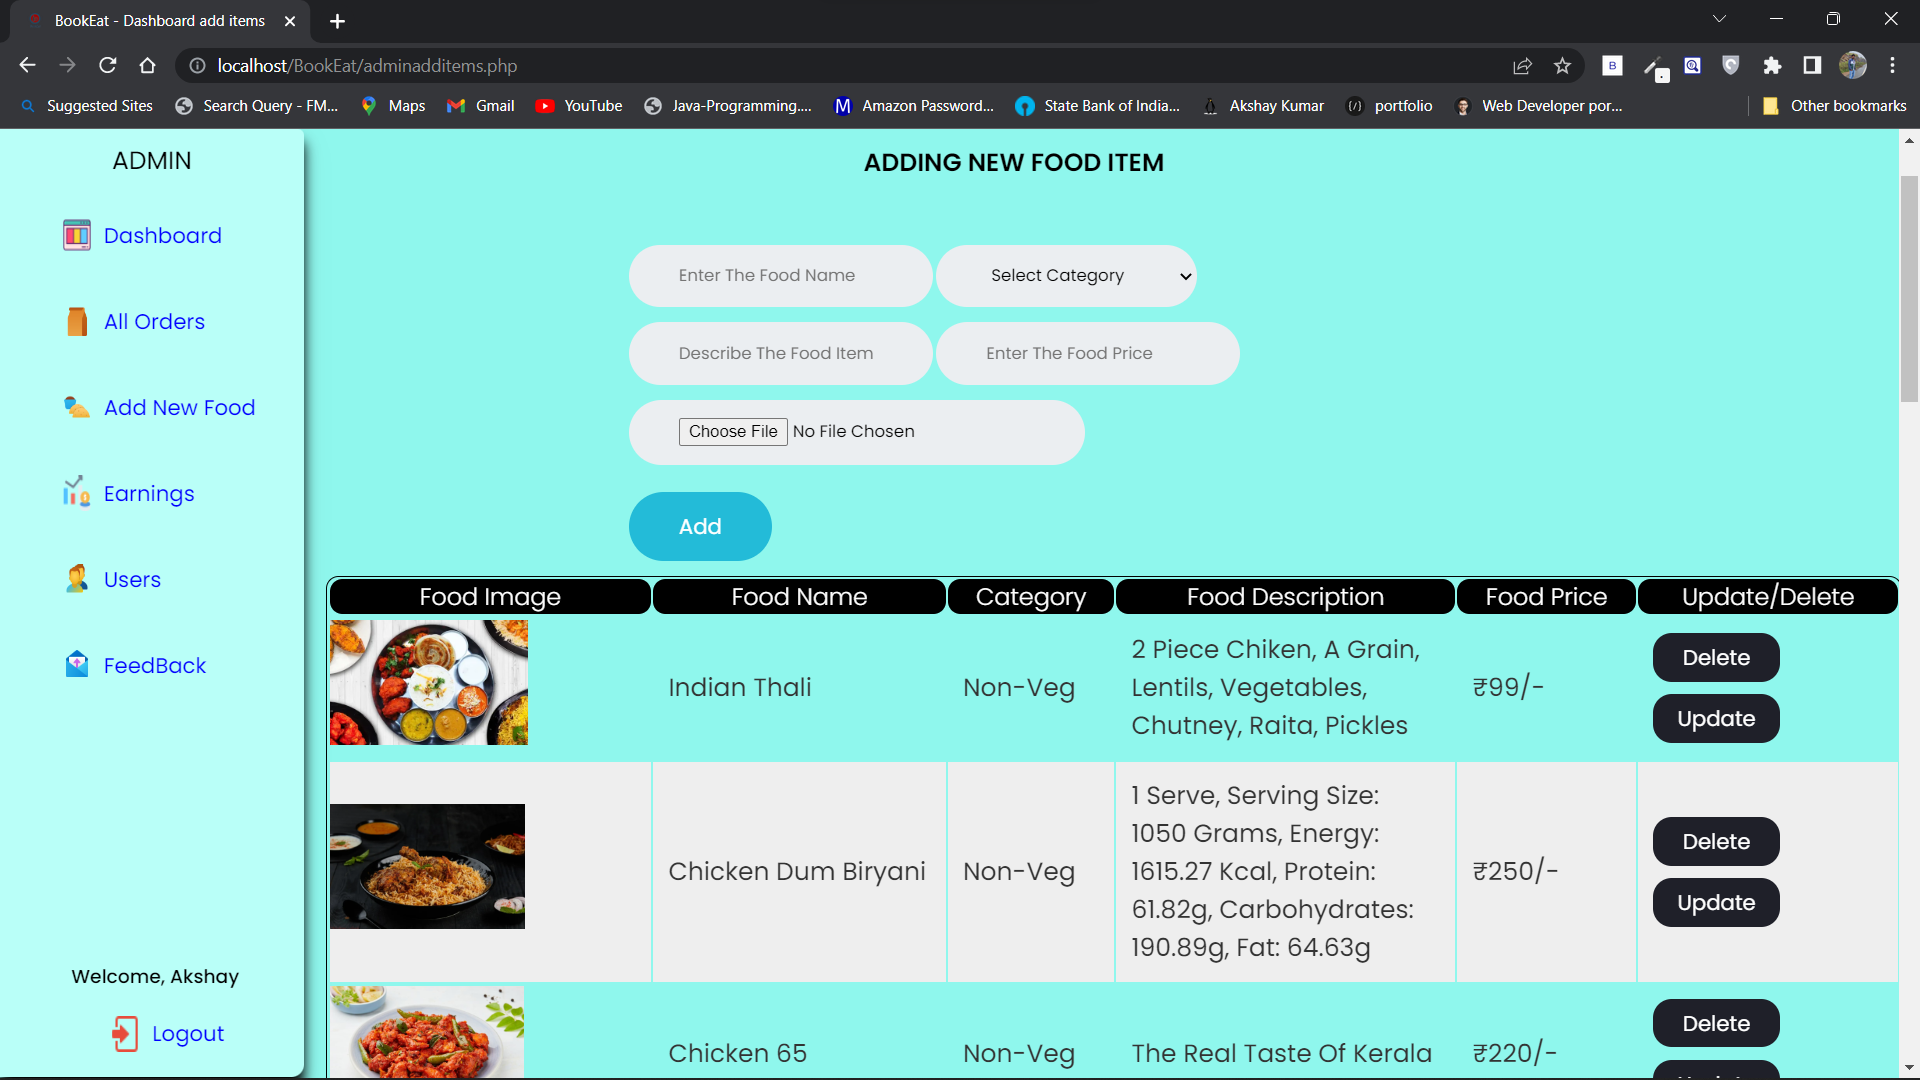 BookEat - Dashboard add items
localhost/BookEat/adminadditems.php
Suggested Sites
Search Query - FM...
Maps
Gmail
YouTube
Java-Programming....
M
Amazon Password...
State Bank of India...
Akshay Kumar
portfolio
Web Developer por...
Other bookmarks
B
ADMIN
Dashboard
All Orders
Add New Food
Earnings
Users
FeedBack
Welcome, Akshay
Logout
ADDING NEW FOOD ITEM
Enter The Food Name
Select Category
Describe The Food Item
Enter The Food Price
Choose File No File Chosen
Add
Food Image Food Name Category Food Description Food Price Update/Delete
Indian Thali
Non-Veg
2 Piece Chiken, A Grain,
Lentils, Vegetables,
Chutney, Raita, Pickles
₹99/-
Delete
Update
Chicken Dum Biryani
Non-Veg
1 Serve, Serving Size:
1050 Grams, Energy:
1615.27 Kcal, Protein:
61.82g, Carbohydrates:
190.89g, Fat: 64.63g
₹250/-
Delete
Update
Chicken 65
Non-Veg
The Real Taste Of Kerala
₹220/-
Delete